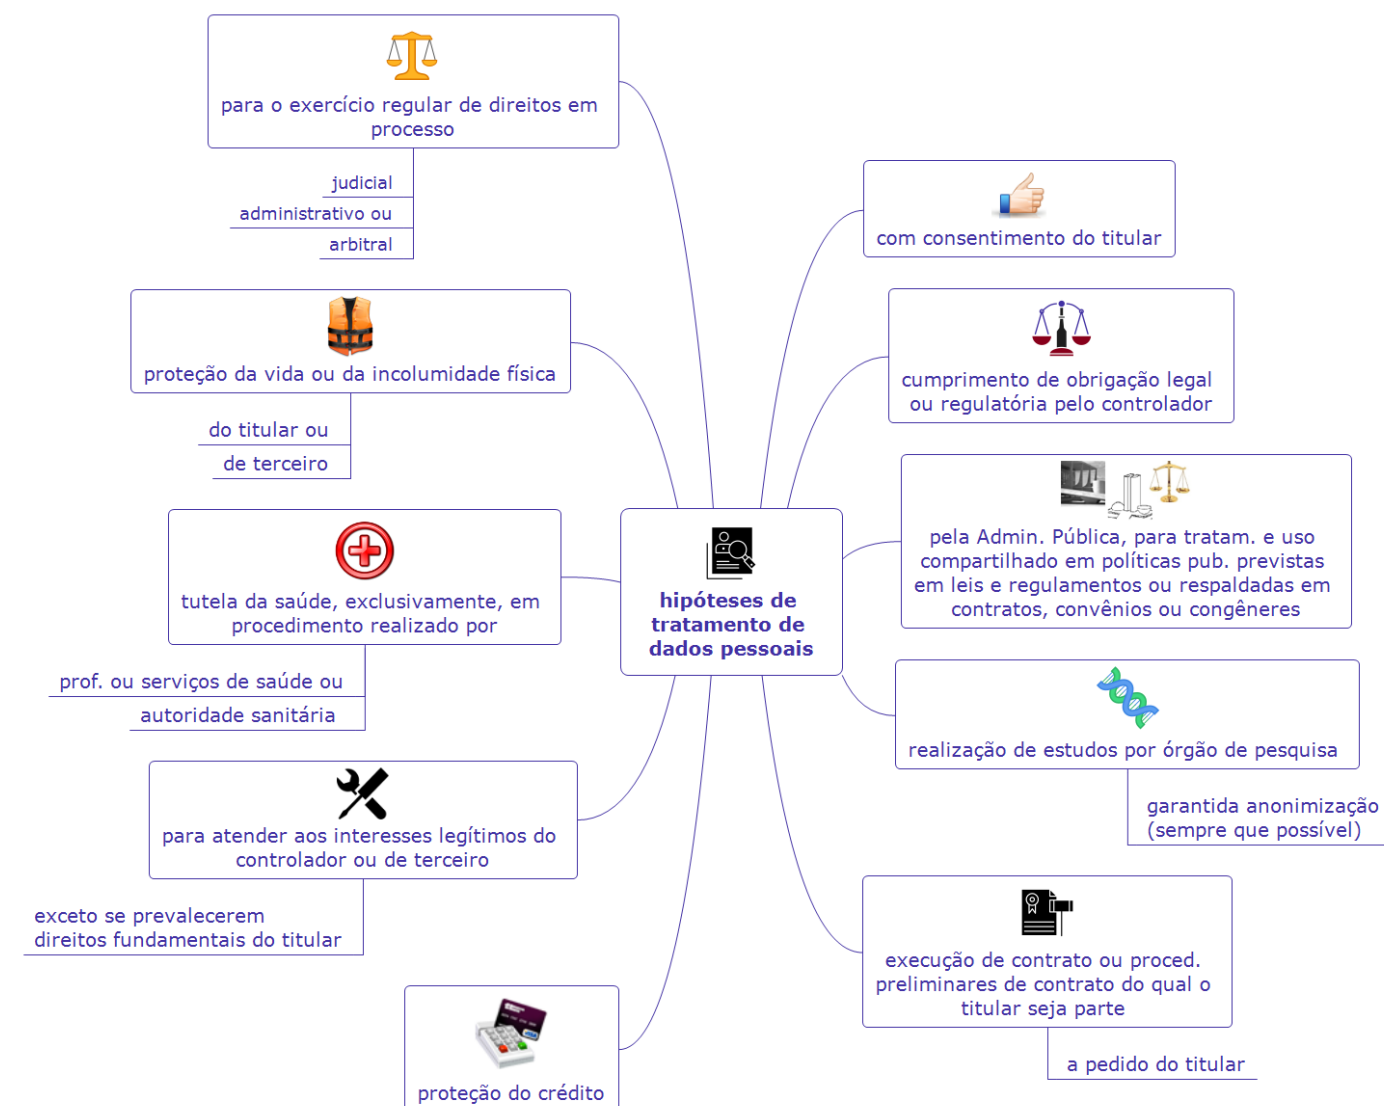 para o exercício regular de direitos em
processo
judicial
administrativo ou
arbitral
proteção da vida ou da incolumidade física
do titular ou
de terceiro
tutela da saúde, exclusivamente, em
procedimento realizado por
prof. ou serviços de saúde ou
autoridade sanitária
para atender aos interesses legítimos do
controlador ou de terceiro
exceto se prevalecerem
direitos fundamentais do titular
proteção do crédito
hipóteses de
tratamento de
dados pessoais
com consentimento do titular
cumprimento de obrigação legal
ou regulatória pelo controlador
pela Admin. Pública, para tratam. e uso
compartilhado em políticas pub. previstas
em leis e regulamentos ou respaldadas em
contratos, convênios ou congêneres
realização de estudos por órgão de pesquisa
garantida anonimização
(sempre que possível)
execução de contrato ou proced.
preliminares de contrato do qual o
titular seja parte
a pedido do titular